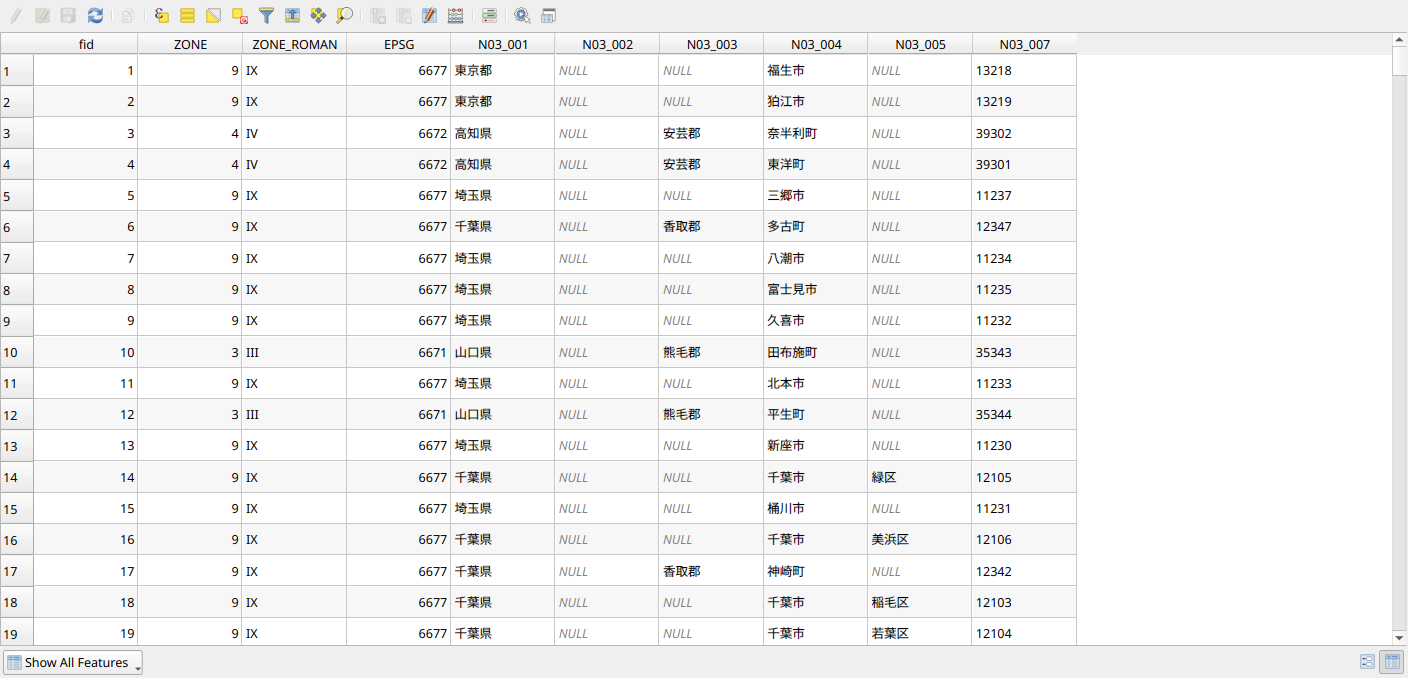 fid ZONE ZONE_ROMAN EPSG N03_001 N03_002 N03_003 N03_004 N03_005 N03_007
1 1 9 IX 6677 東京都 NULL NULL 福生市 NULL 13218
2 2 9 IX 6677 東京都 NULL NULL 狛江市 NULL 13219
3 3 4 IV 6672 高知県 NULL 安芸郡 奈半利町 NULL 39302
4 4 4 IV 6672 高知県 NULL 安芸郡 東洋町 NULL 39301
5 5 9 IX 6677 埼玉県 NULL NULL 三郷市 NULL 11237
6 6 9 IX 6677 千葉県 NULL 香取郡 多古町 NULL 12347
7 7 9 IX 6677 埼玉県 NULL NULL 八潮市 NULL 11234
8 8 9 IX 6677 埼玉県 NULL NULL 富士見市 NULL 11235
9 9 9 IX 6677 埼玉県 NULL NULL 久喜市 NULL 11232
10 10 3 III 6671 山口県 NULL 熊毛郡 田布施町 NULL 35343
11 11 9 IX 6677 埼玉県 NULL NULL 北本市 NULL 11233
12 12 3 III 6671 山口県 NULL 熊毛郡 平生町 NULL 35344
13 13 9 IX 6677 埼玉県 NULL NULL 新座市 NULL 11230
14 14 9 IX 6677 千葉県 NULL NULL 千葉市 緑区 12105
15 15 9 IX 6677 埼玉県 NULL NULL 桶川市 NULL 11231
16 16 9 IX 6677 千葉県 NULL NULL 千葉市 美浜区 12106
17 17 9 IX 6677 千葉県 NULL 香取郡 神崎町 NULL 12342
18 18 9 IX 6677 千葉県 NULL NULL 千葉市 稲毛区 12103
19 19 9 IX 6677 千葉県 NULL NULL 千葉市 若葉区 12104
Show All Features